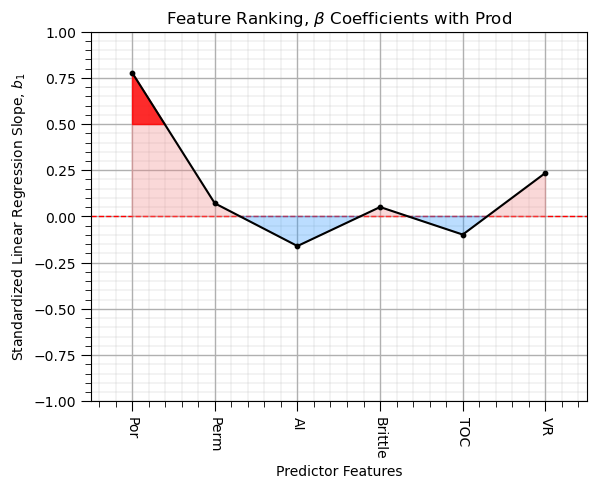 Feature Ranking, β Coefficients with Prod
Standardized Linear Regression Slope, b₁
1.00
0.75
0.50
0.25
0.00
−0.25
−0.50
−0.75
−1.00
Por
Perm
AI
Brittle
TOC
VR
Predictor Features